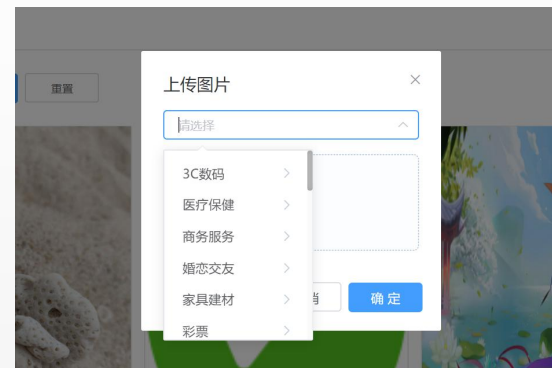 重置
上传图片
请选择
3C数码
医疗保健
商务服务
婚恋交友
家具建材
彩票
确定